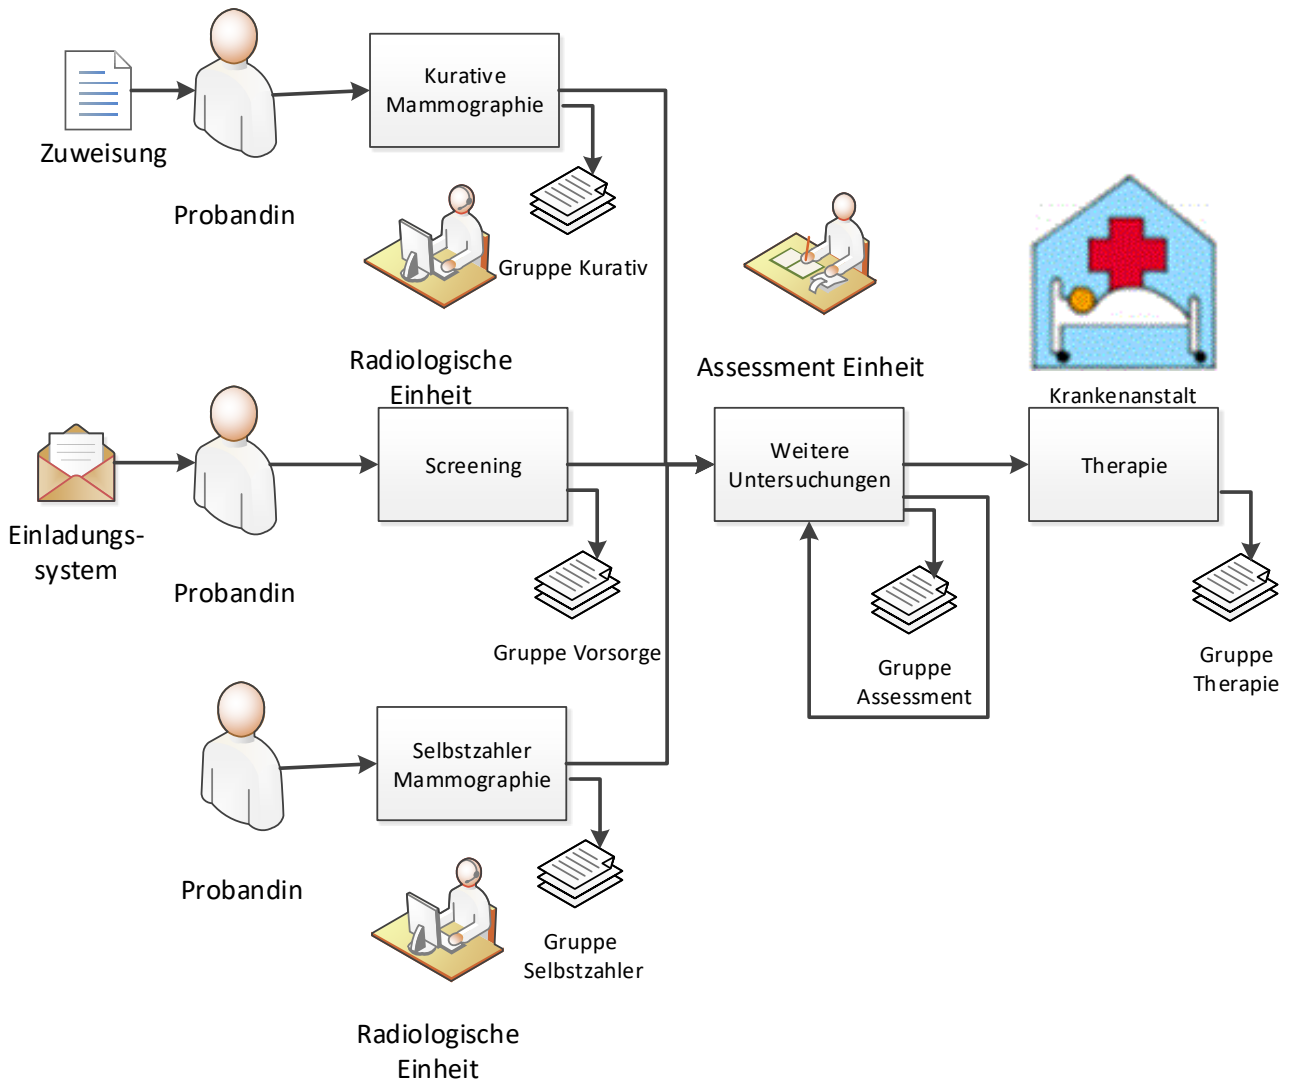 Zuweisung
Probandin
Kurative
Mammographie
Gruppe Kurativ
Radiologische
Einheit
Assessment Einheit
Krankenanstalt
Einladungs-
system
Probandin
Screening
Gruppe Vorsorge
Weitere
Untersuchungen
Gruppe
Assessment
Therapie
Gruppe
Therapie
Probandin
Selbstzahler
Mammographie
Gruppe
Selbstzahler
Radiologische
Einheit